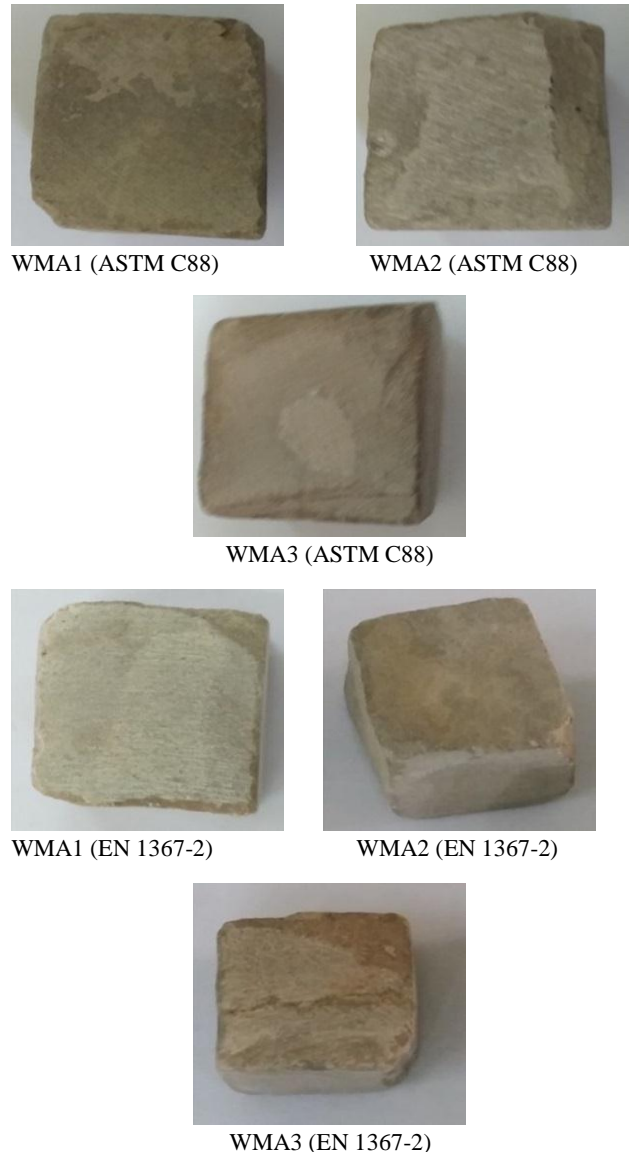 WMA1 (ASTM C88)
WMA2 (ASTM C88)
WMA3 (ASTM C88)
WMA1 (EN 1367-2)
WMA2 (EN 1367-2)
WMA3 (EN 1367-2)